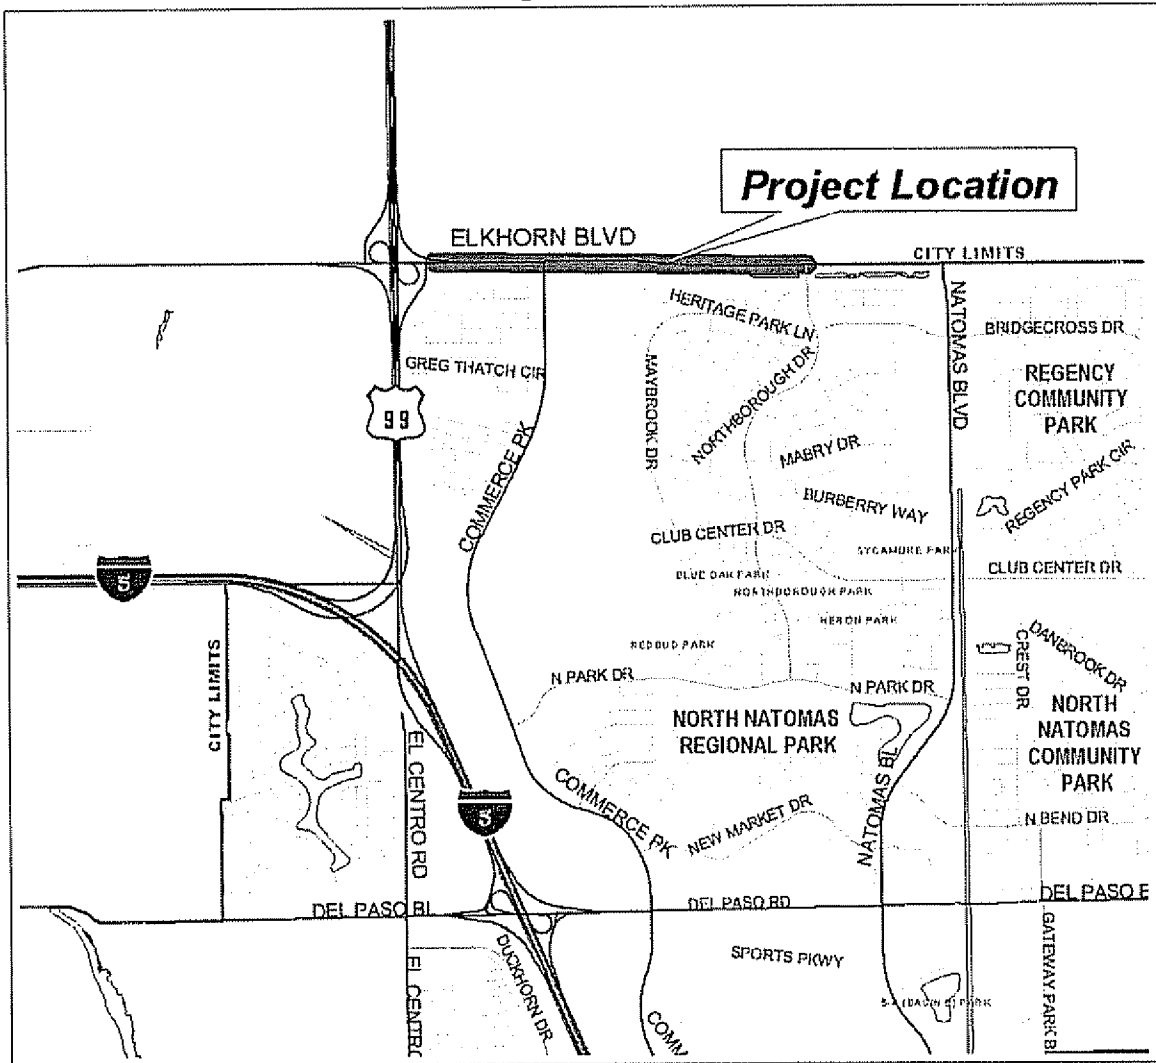 Project Location
ELKHORN BLVD
CITY LIMITS
HERITAGE PARK LN
NATOMAS BLVD
BRIDGECROSS DR
GREG THATCH CIR
MAYBROOK DR
NORTHBOROUGH DR
REGENCY
COMMUNITY
PARK
99
MABRY DR
COMMERCE PK
BURBERRY WAY
REGENCY PARK CIR
CLUB CENTER DR
SYCAMORE PARK
5
BLUE OAK PARK
CLUB CENTER DR
NORTHBOROUGH PARK
HERON PARK
REDBUD PARK
DANBROOK DR
CREST DR
CITY LIMITS
N PARK DR
N PARK DR
NORTH NATOMAS
REGIONAL PARK
NORTH
NATOMAS
COMMUNITY
PARK
EL CENTRO RD
5
COMMERCE PK
NATOMAS BL
NEW MARKET DR
N BEND DR
DEL PASO BL
DEL PASO RD
DEL PASO
DUCKHORN DR
SPORTS PKWY
GATEWAY PARK B
EL CENTRO
COMM
PARK